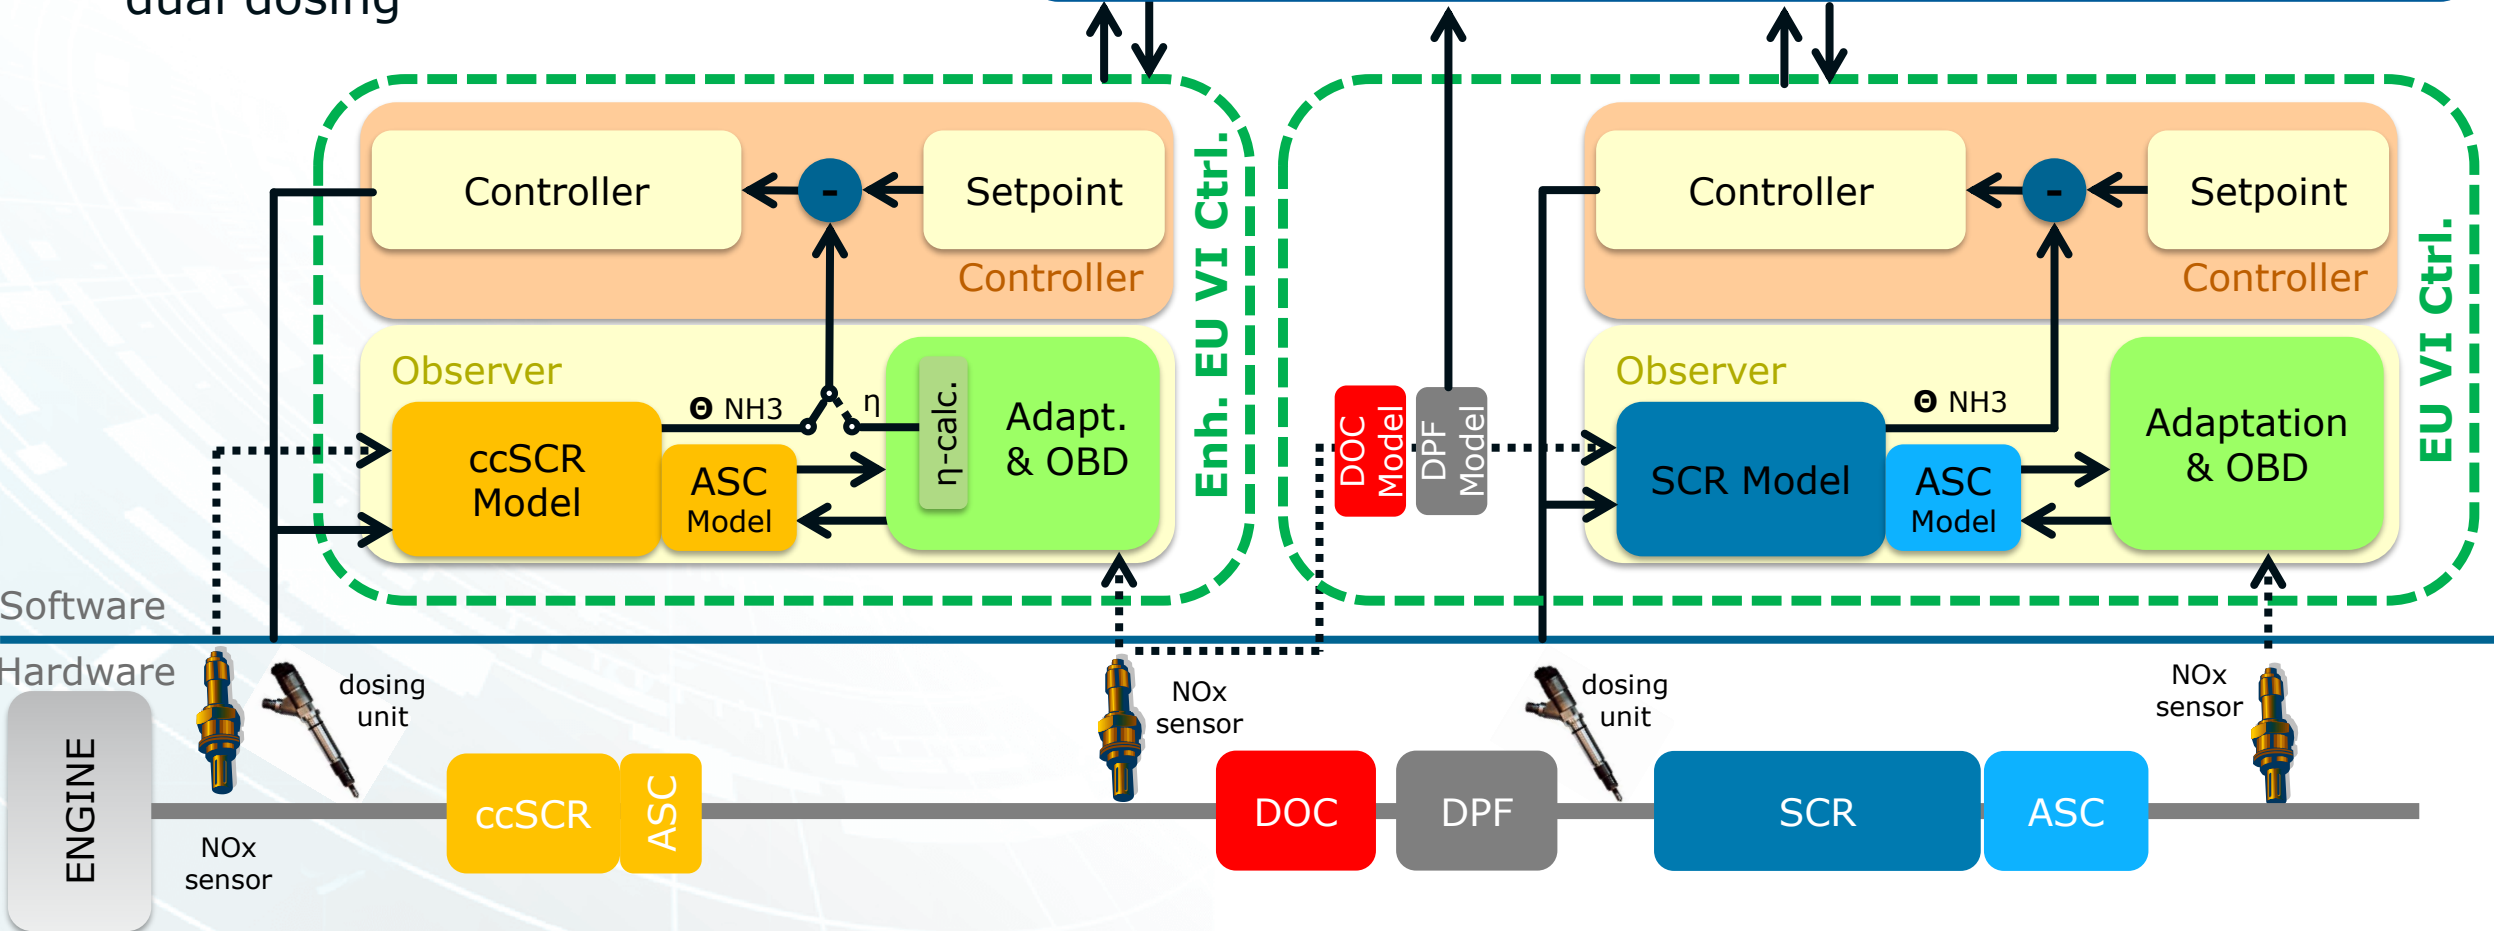 dual dosing
Controller
-
Setpoint
Controller
Enh. EU VI Ctrl.
Observer
ccSCR
Model
Θ NH3
η
ASC
Model
η-calc.
Adapt.
& OBD
DOC
Model
DPF
Model
Controller
-
Setpoint
Controller
EU VI Ctrl.
Observer
SCR Model
Θ NH3
ASC
Model
Adaptation
& OBD
Software
Hardware
ENGINE
NOx
sensor
dosing
unit
ccSCR
ASC
NOx
sensor
DOC
DPF
dosing
unit
SCR
ASC
NOx
sensor